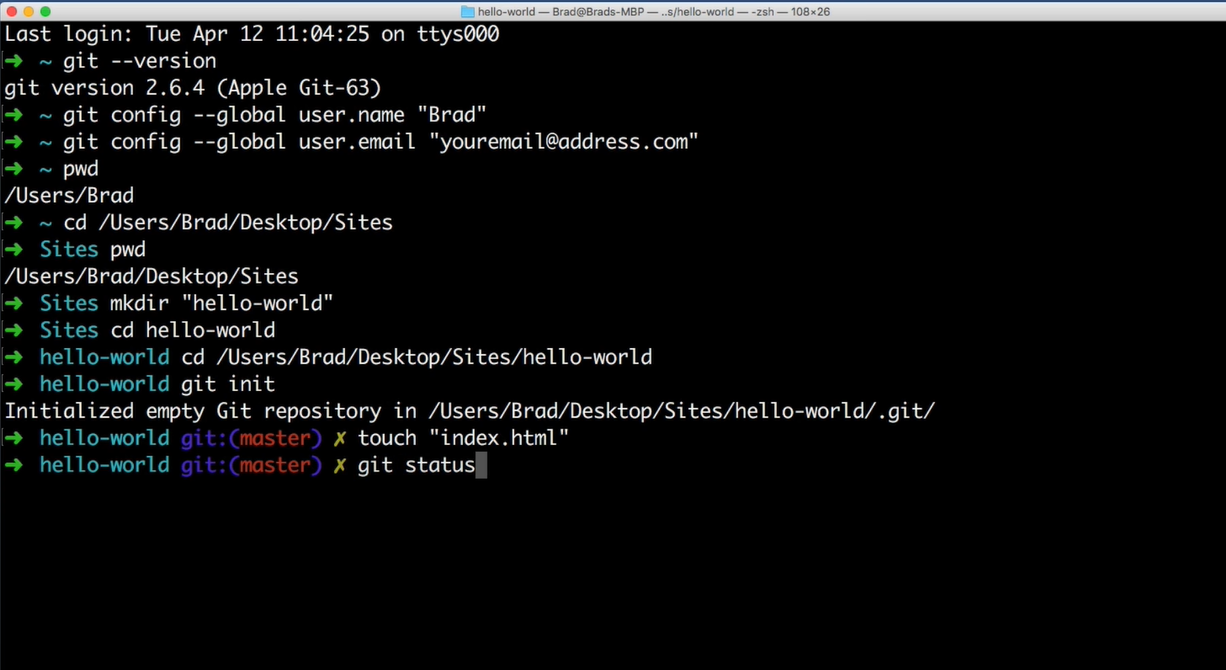 hello-world — Brad@Brads-MBP — ..s/hello-world — -zsh — 108×26
Last login: Tue Apr 12 11:04:25 on ttys000
➜ ~ git --version
git version 2.6.4 (Apple Git-63)
➜ ~ git config --global user.name "Brad"
➜ ~ git config --global user.email "youremail@address.com"
➜ ~ pwd
/Users/Brad
➜ ~ cd /Users/Brad/Desktop/Sites
➜ Sites pwd
/Users/Brad/Desktop/Sites
➜ Sites mkdir "hello-world"
➜ Sites cd hello-world
➜ hello-world cd /Users/Brad/Desktop/Sites/hello-world
➜ hello-world git init
Initialized empty Git repository in /Users/Brad/Desktop/Sites/hello-world/.git/
➜ hello-world git:(master) ✗ touch "index.html"
➜ hello-world git:(master) ✗ git status